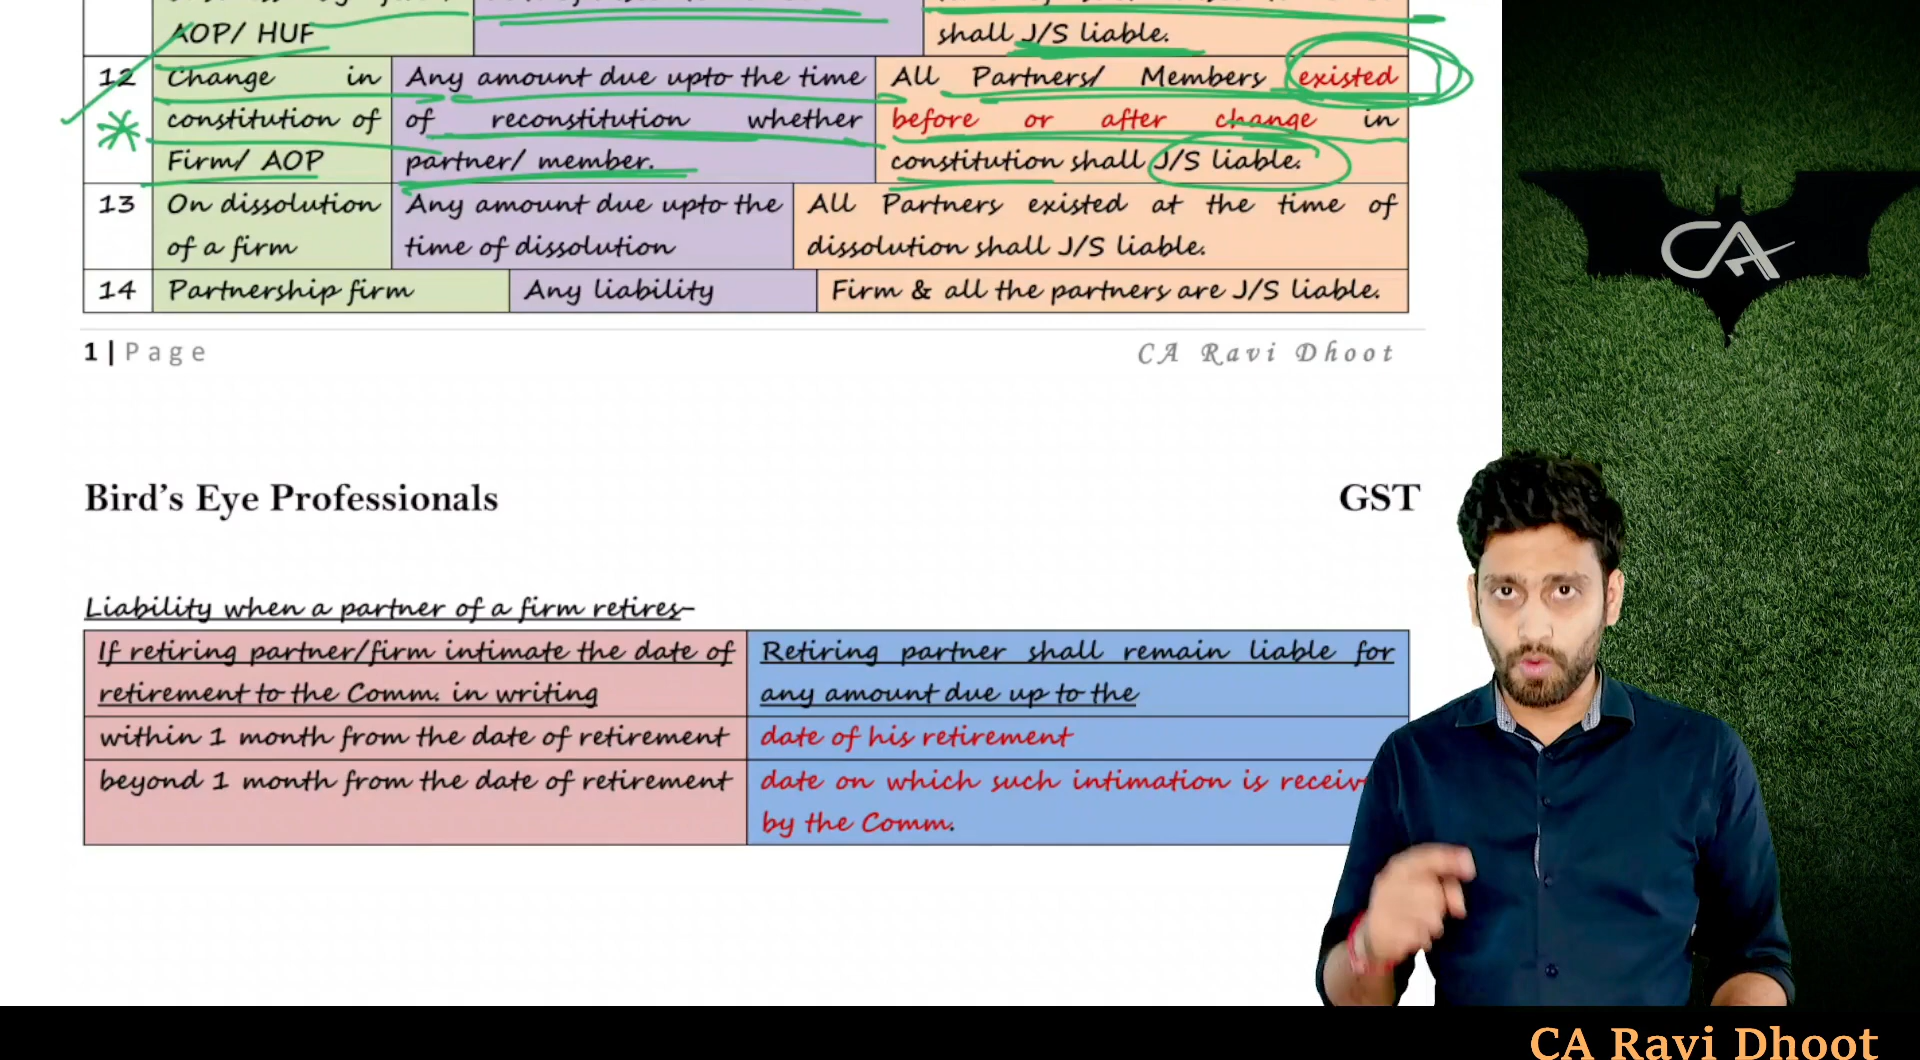 AOP/ HUF
shall J/S liable.
12 Change in Any amount due upto the time All Partners/ Members existed
constitution of of reconstitution whether before or after change in
Firm/ AOP partner/ member. constitution shall J/S liable.
13 On dissolution Any amount due upto the All Partners existed at the time of
of a firm time of dissolution dissolution shall J/S liable.
14 Partnership firm Any liability Firm & all the partners are J/S liable.
1 | Page CA Ravi Dhoot
CA
Bird's Eye Professionals GST
Liability when a partner of a firm retires-
If retiring partner/firm intimate the date of Retiring partner shall remain liable for
retirement to the Comm. in writing any amount due up to the
within 1 month from the date of retirement date of his retirement
beyond 1 month from the date of retirement date on which such intimation is receiv
by the Comm.
CA Ravi Dhoot